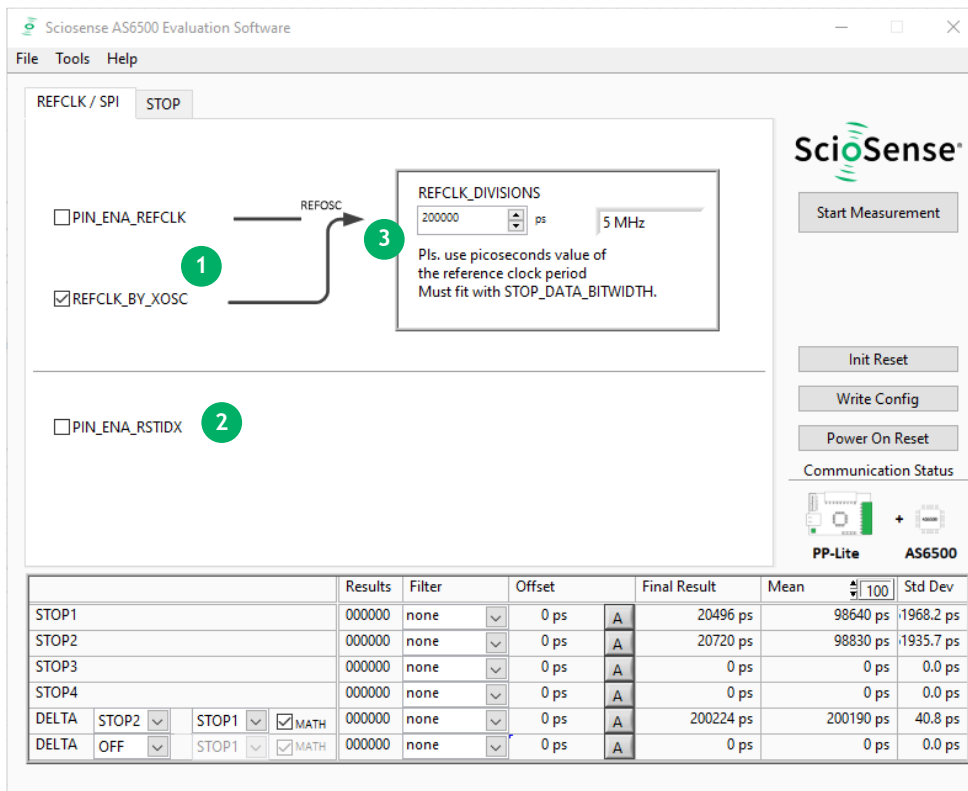 Sciosense AS6500 Evaluation Software
File Tools Help
REFCLK / SPI STOP
ScioSense
Start Measurement
REFCLK_DIVISIONS
PIN_ENA_REFCLK REFOSC 200000 ps 5 MHz
3
1
Pls. use picoseconds value of
the reference clock period
REFCLK_BY_XOSC Must fit with STOP_DATA_BITWIDTH.
Init Reset
Write Config
PIN_ENA_RSTIDX 2
Power On Reset
Communication Status
+
PP-Lite AS6500
Results Filter Offset Final Result Mean 100 Std Dev
STOP1 000000 none 0 ps A 20496 ps 98640 ps 1968.2 ps
STOP2 000000 none 0 ps A 20720 ps 98830 ps 1935.7 ps
STOP3 000000 none 0 ps A 0 ps 0 ps 0.0 ps
STOP4 000000 none 0 ps A 0 ps 0 ps 0.0 ps
DELTA STOP2 STOP1 MATH 000000 none 0 ps A 200224 ps 200190 ps 40.8 ps
DELTA OFF STOP1 MATH 000000 none 0 ps A 0 ps 0 ps 0.0 ps